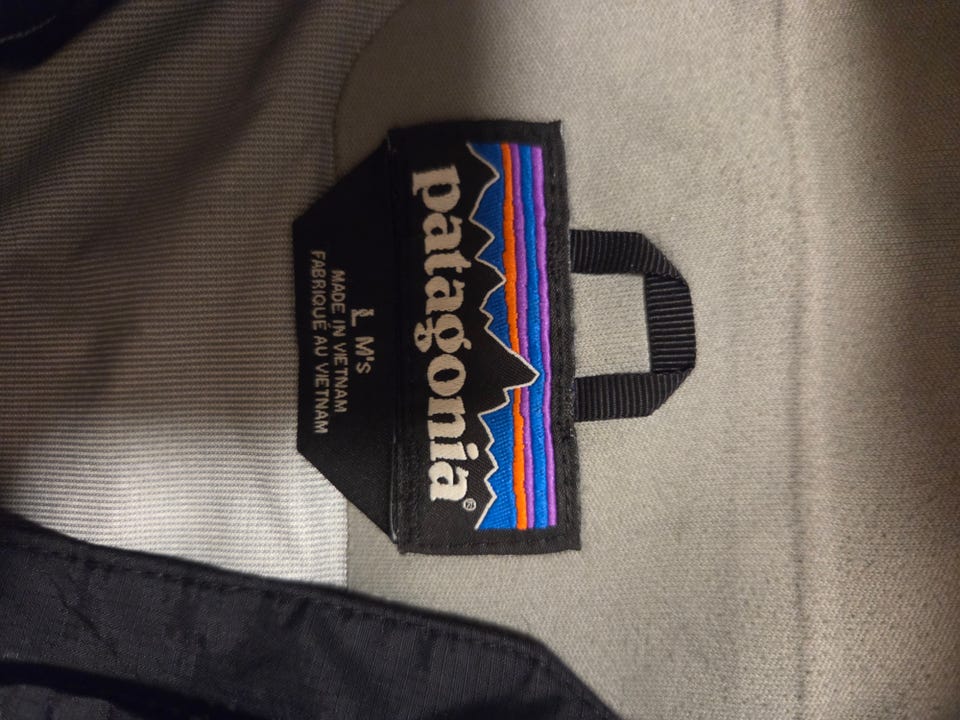 patagonia®
L M'S
MADE IN VIETNAM
FABRIQUÉ AU VIETNAM